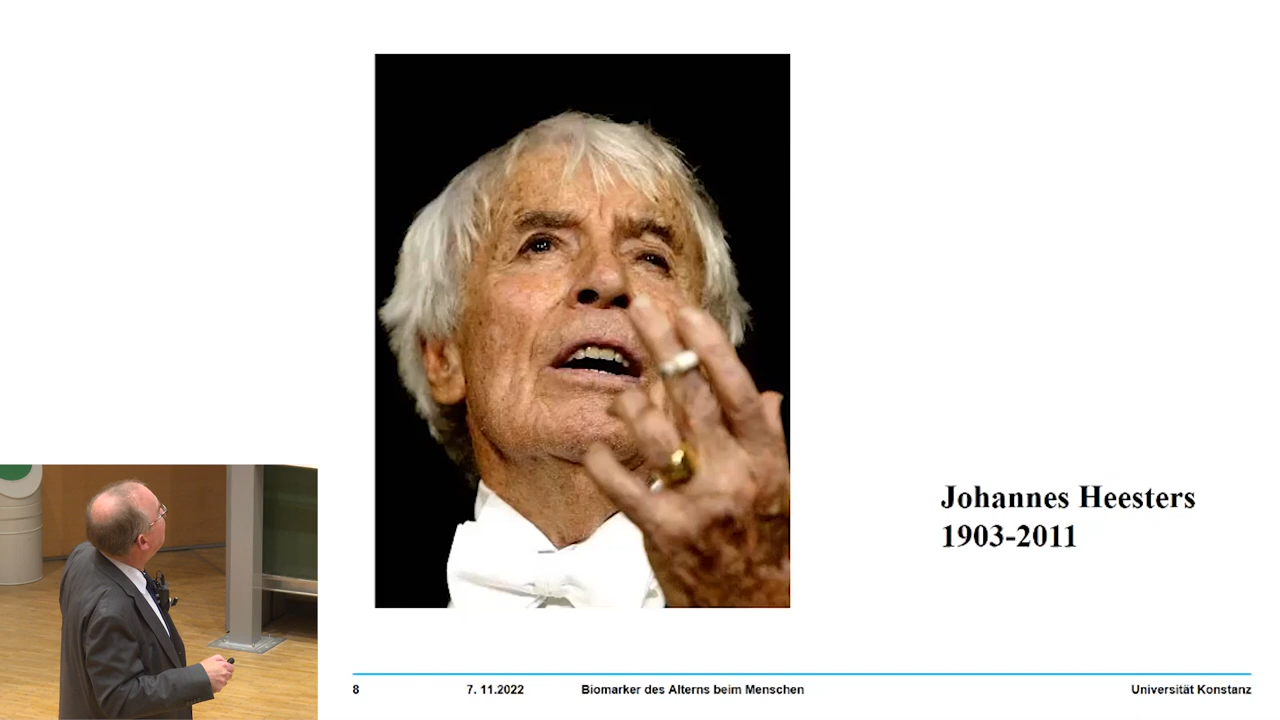 Johannes Heesters
1903-2011
8 7. 11.2022 Biomarker des Alterns beim Menschen Universität Konstanz